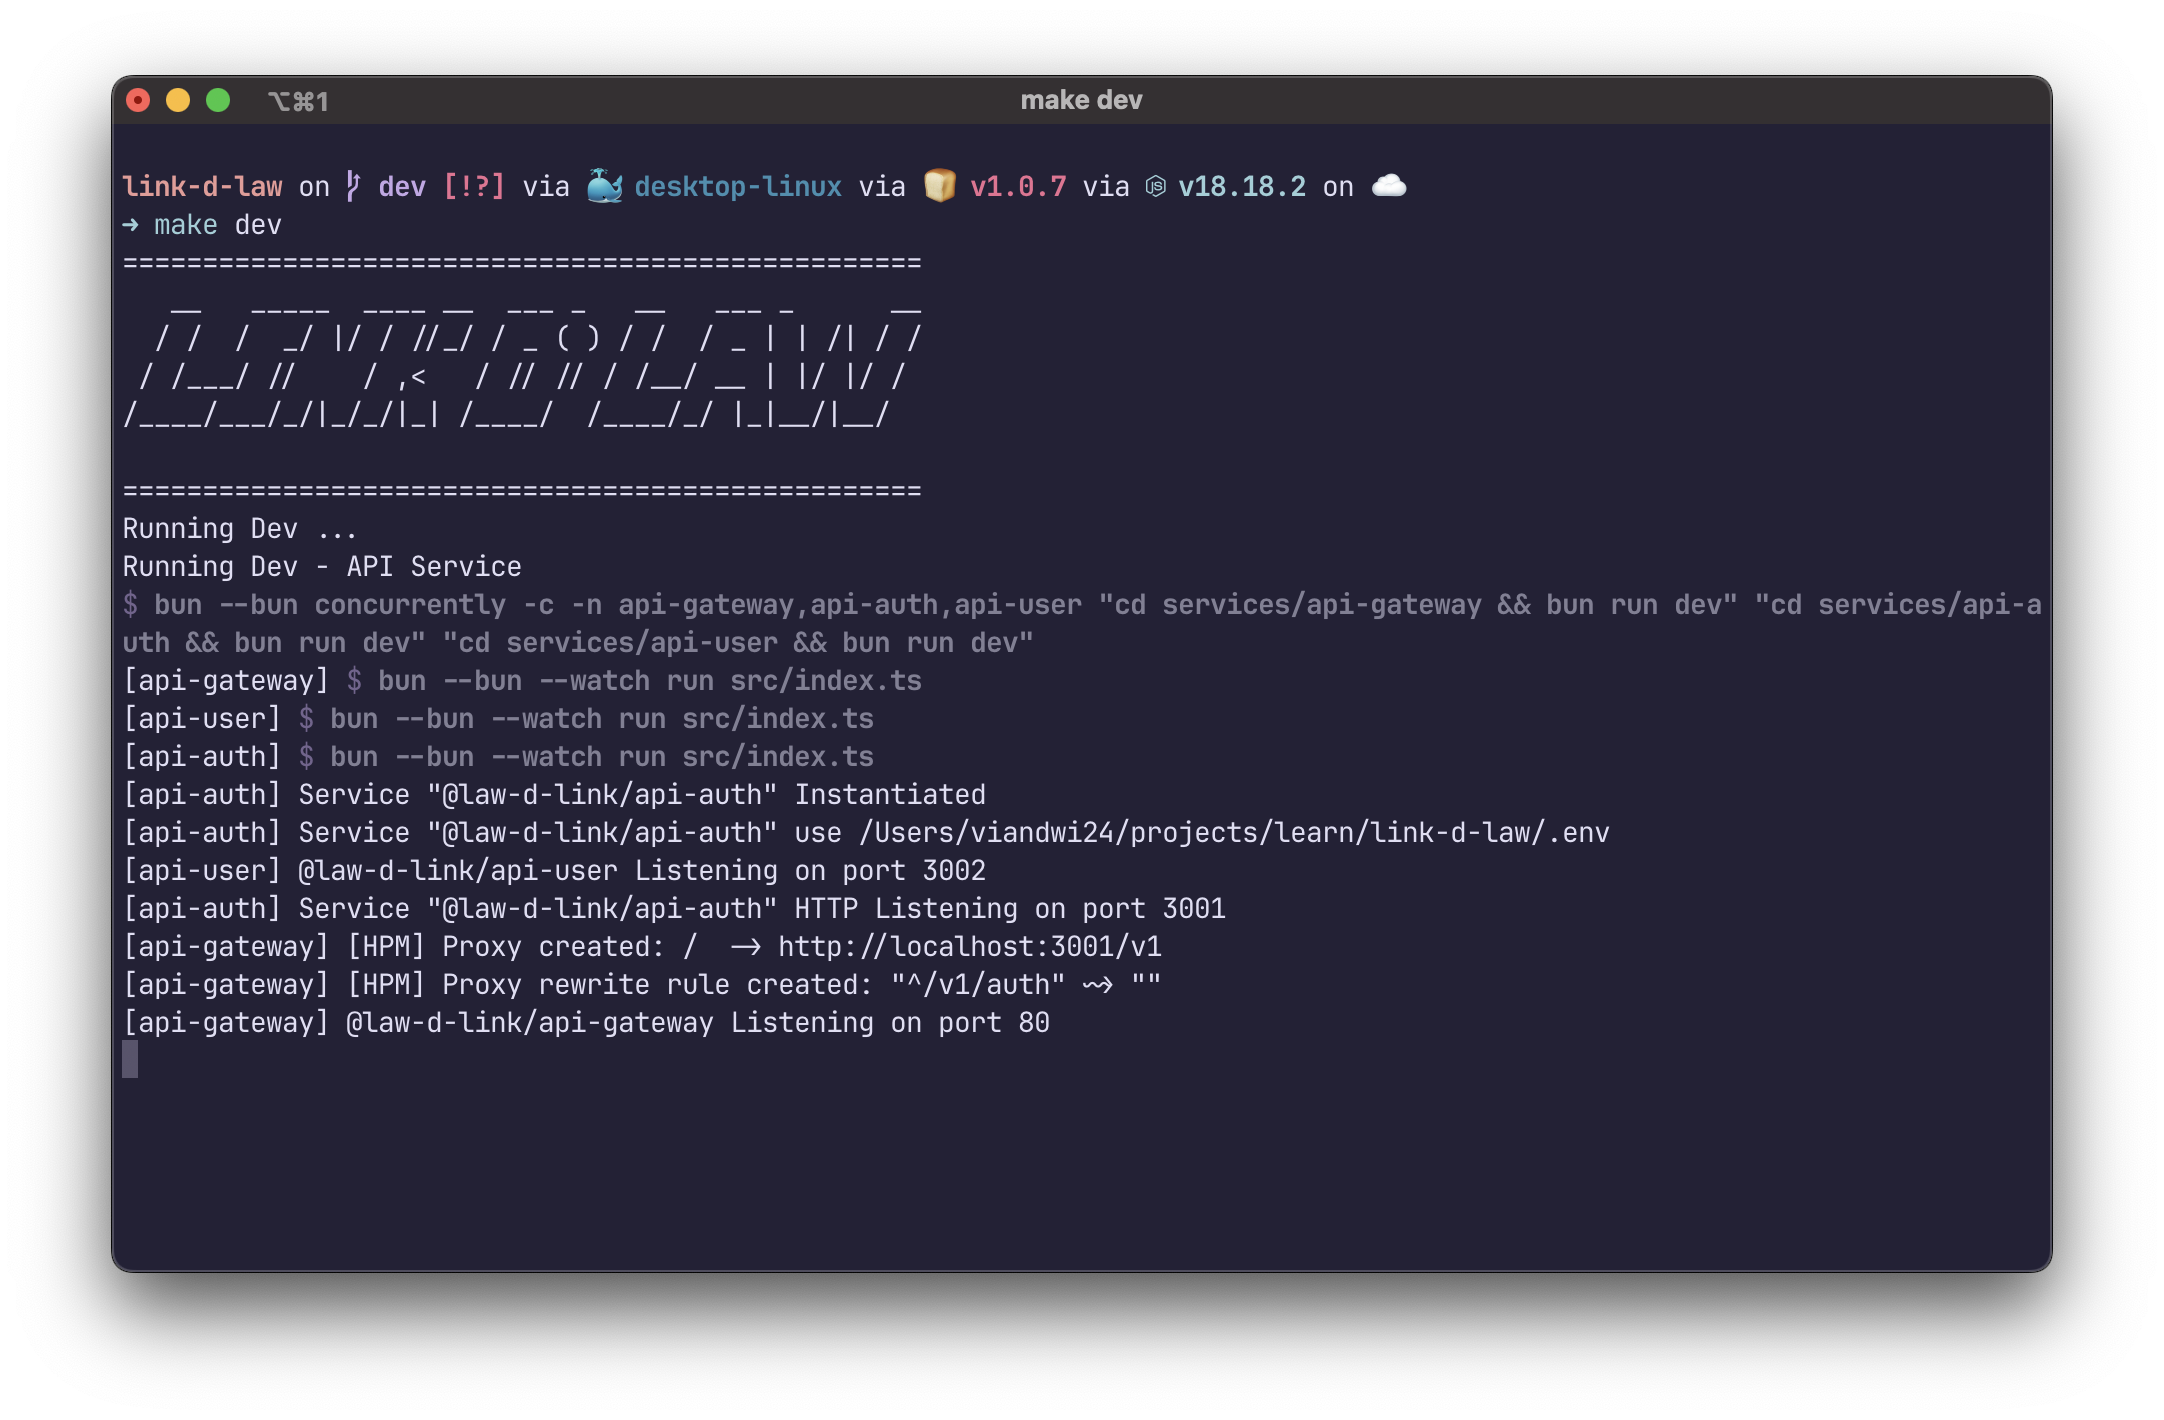 ⌥⌘1 make dev
link-d-law on dev [!?] via 🐳 desktop-linux via 🍞 v1.0.7 via v18.18.2 on ☁️
➜ make dev
==================================================
   __   _____  ____ __  ___ _   __   ___ _      __
  / /  /  _/ |/ / //_/ / _ ( ) / /  / _ | | /| / /
 / /___/ //    / ,<   / // // / /__/ __ | |/ |/ /
/____/___/_/|_/_/|_| /____/  /____/_/ |_|__/|__/
==================================================
Running Dev ...
Running Dev - API Service
$ bun --bun concurrently -c -n api-gateway,api-auth,api-user "cd services/api-gateway && bun run dev" "cd services/api-a
uth && bun run dev" "cd services/api-user && bun run dev"
[api-gateway] $ bun --bun --watch run src/index.ts
[api-user] $ bun --bun --watch run src/index.ts
[api-auth] $ bun --bun --watch run src/index.ts
[api-auth] Service "@law-d-link/api-auth" Instantiated
[api-auth] Service "@law-d-link/api-auth" use /Users/viandwi24/projects/learn/link-d-law/.env
[api-user] @law-d-link/api-user Listening on port 3002
[api-auth] Service "@law-d-link/api-auth" HTTP Listening on port 3001
[api-gateway] [HPM] Proxy created: /  -> http://localhost:3001/v1
[api-gateway] [HPM] Proxy rewrite rule created: "^/v1/auth" ~> ""
[api-gateway] @law-d-link/api-gateway Listening on port 80